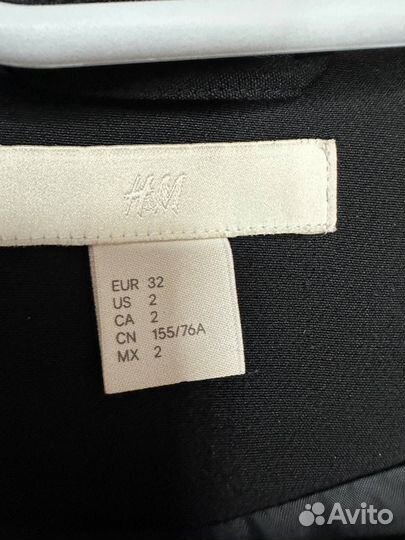 H&M
EUR 32
US 2
CA 2
CN 155/76A
MX 2
Avito